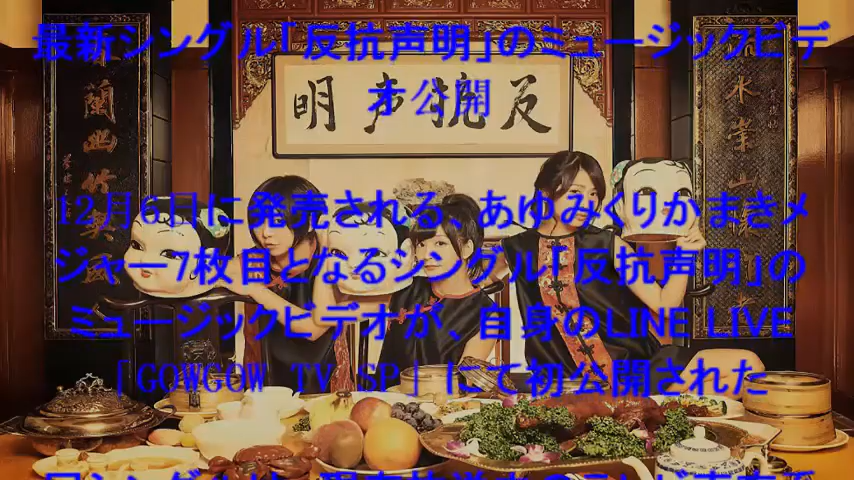 最新シングル「反抗声明」のミュージックビデ
オ公開
反抗声明
12月6日に発売される、あゆみくりかまきメ
ジャー7枚目となるシングル「反抗声明」の
ミュージックビデオが、自身のLINE LIVE
「GOWGOW TV SP」にて初公開された